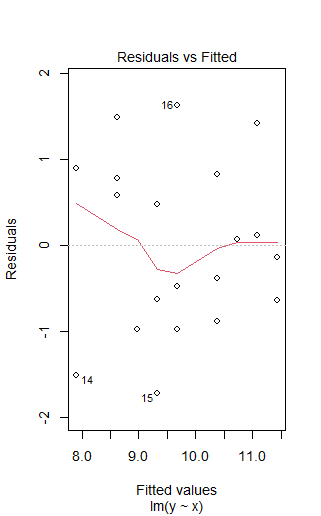 Residuals vs Fitted
Residuals
2
1
0
-1
-2
16
14
15
8.0 9.0 10.0 11.0
Fitted values
lm(y ~ x)